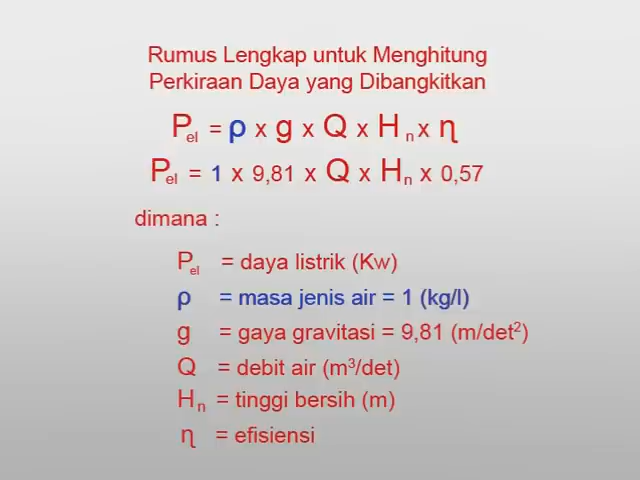 Rumus Lengkap untuk Menghitung
Perkiraan Daya yang Dibangkitkan
Pel = ρ x g x Q x H n x η
Pel = 1 x 9,81 x Q x Hn x 0,57
dimana :
Pel = daya listrik (Kw)
ρ = masa jenis air = 1 (kg/l)
g = gaya gravitasi = 9,81 (m/det²)
Q = debit air (m³/det)
Hn = tinggi bersih (m)
η = efisiensi